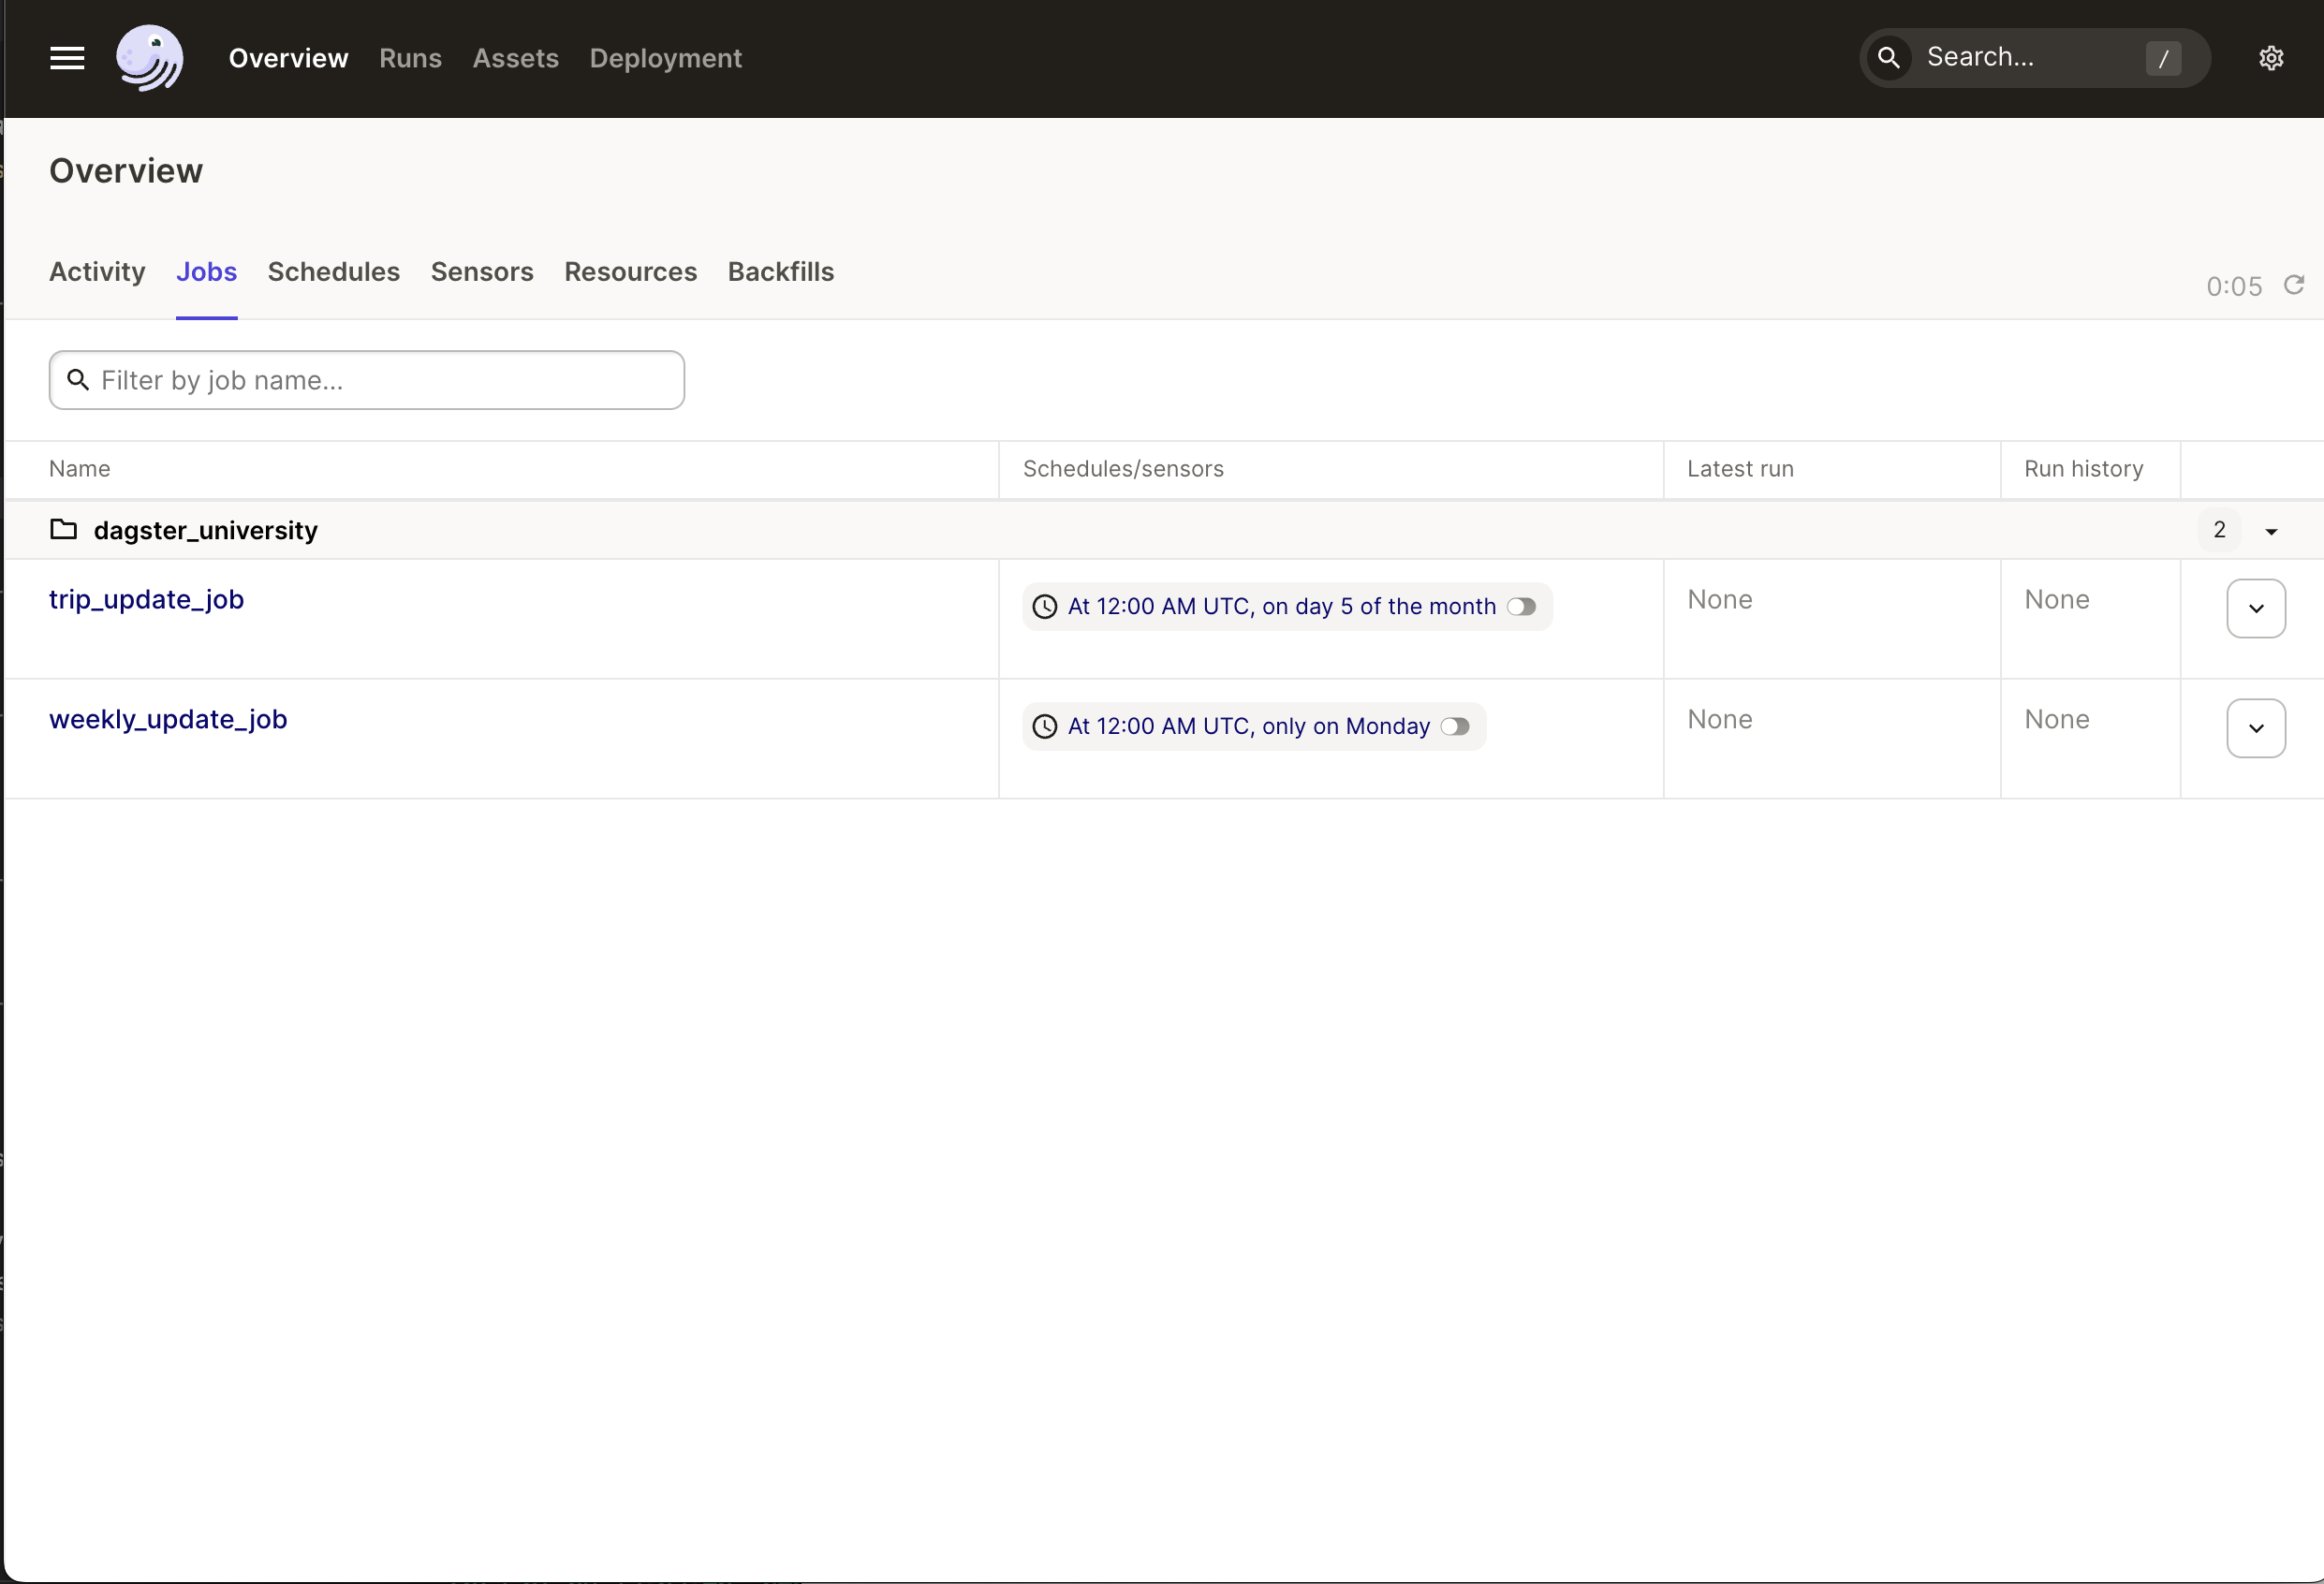 Overview Runs Assets Deployment Search... /
Overview
Activity Jobs Schedules Sensors Resources Backfills 0:05
Filter by job name...
Name Schedules/sensors Latest run Run history
dagster_university 2
trip_update_job At 12:00 AM UTC, on day 5 of the month None None
weekly_update_job At 12:00 AM UTC, only on Monday None None